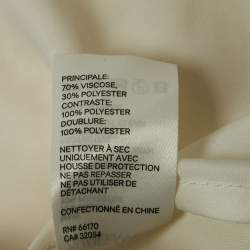 PRINCIPALE:
70% VISCOSE,
30% POLYESTER
CONTRASTE:
100% POLYESTER
DOUBLURE:
100% POLYESTER
NETTOYER À SEC
UNIQUEMENT AVEC
HOUSSE DE PROTECTION
NE PAS REPASSER
NE PAS UTILISER DE
DÉTACHANT
CONFECTIONNÉ EN CHINE
RN# 66170
CA# 32054